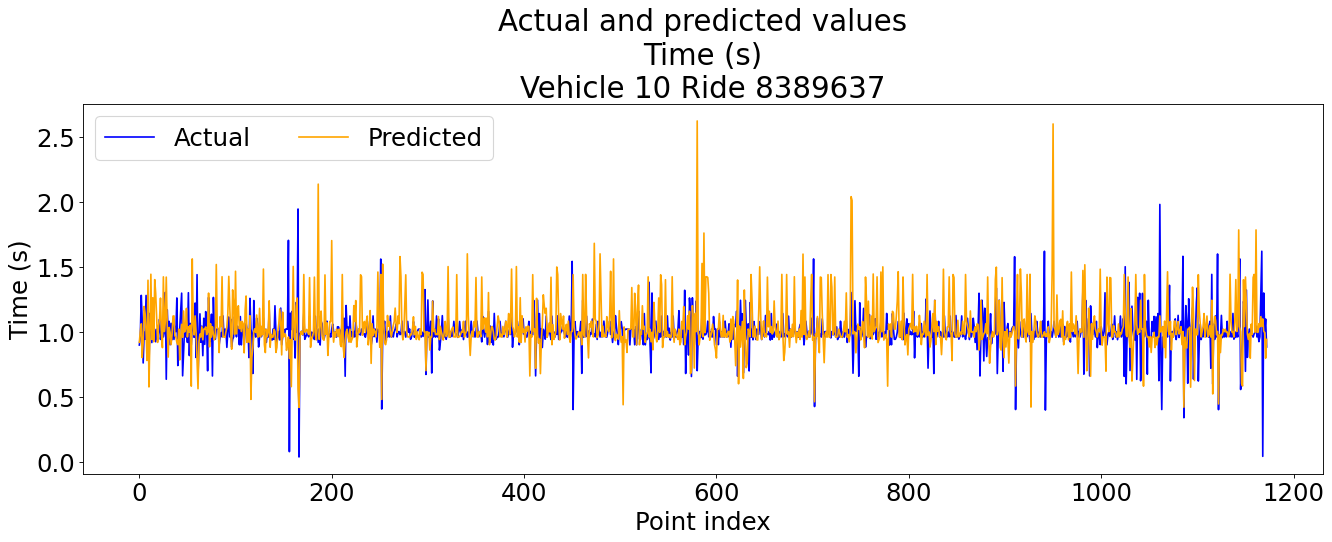 Actual and predicted values
Time (s)
Vehicle 10 Ride 8389637
Actual
Predicted
2.5
2.0
1.5
1.0
0.5
0.0
Time (s)
0
200
400
600
800
1000
1200
Point index